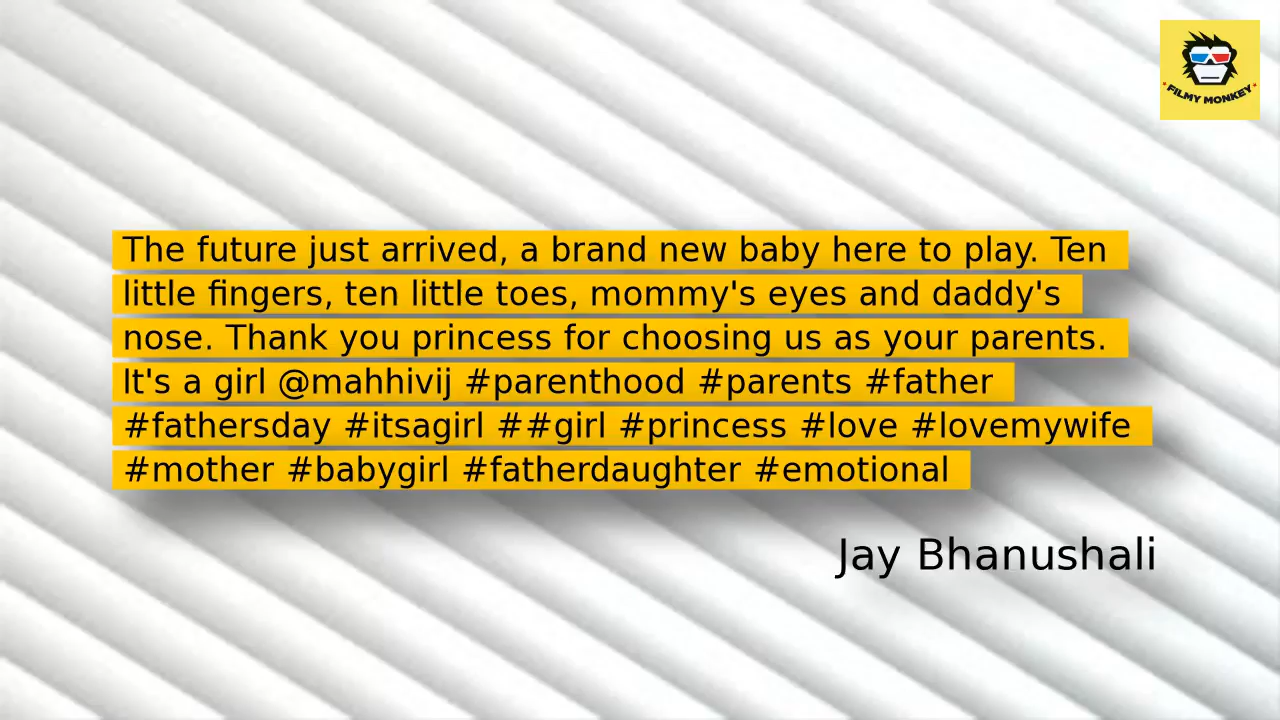 FILMY MONKEY
The future just arrived, a brand new baby here to play. Ten
little fingers, ten little toes, mommy's eyes and daddy's
nose. Thank you princess for choosing us as your parents.
It's a girl @mahhivij #parenthood #parents #father
#fathersday #itsagirl ##girl #princess #love #lovemywife
#mother #babygirl #fatherdaughter #emotional
Jay Bhanushali